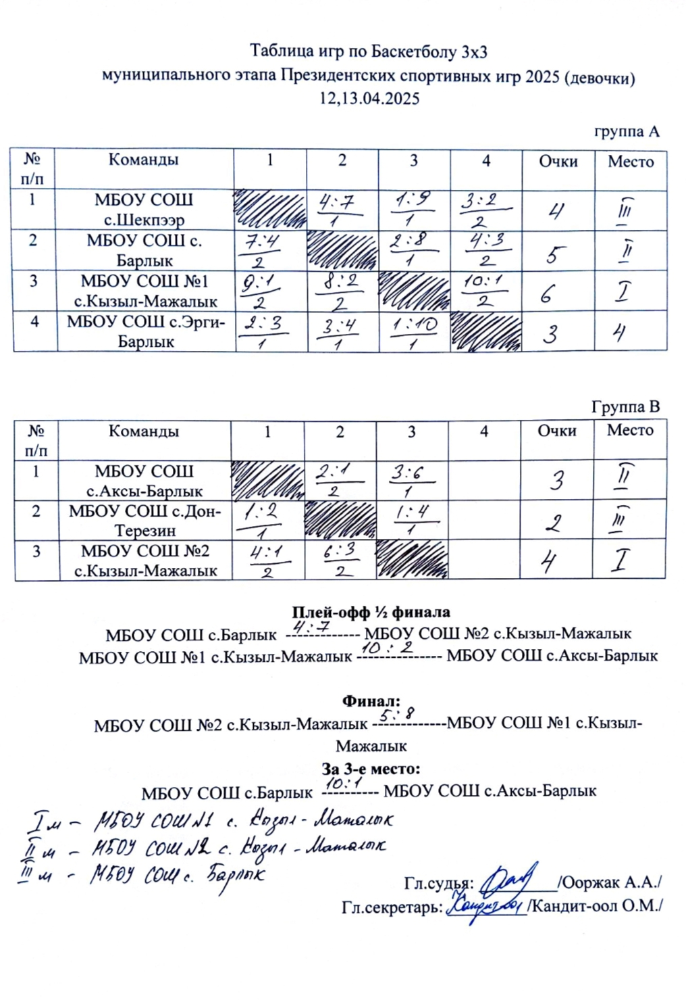 Таблица игр по Баскетболу 3х3
муниципального этапа Президентских спортивных игр 2025 (девочки)
12,13.04.2025
группа А
№ п/п Команды 1 2 3 4 Очки Место
1 МБОУ СОШ с.Шекпээр 4:7/1 1:9/1 3:2/2 4 III
2 МБОУ СОШ с. Барлык 7:4/2 2:8/1 4:3/2 5 II
3 МБОУ СОШ №1 с.Кызыл-Мажалык 9:1/2 8:2/2 10:1/2 6 I
4 МБОУ СОШ с.Эрги-Барлык 2:3/1 3:4/1 1:10/1 3 4
Группа В
№ п/п Команды 1 2 3 4 Очки Место
1 МБОУ СОШ с.Аксы-Барлык 2:1/2 3:6/1 3 II
2 МБОУ СОШ с.Дон-Терезин 1:2/1 1:4/1 2 III
3 МБОУ СОШ №2 с.Кызыл-Мажалык 4:1/2 6:3/2 4 I
Плей-офф ½ финала
МБОУ СОШ с.Барлык 4:7 МБОУ СОШ №2 с.Кызыл-Мажалык
МБОУ СОШ №1 с.Кызыл-Мажалык 10:2 МБОУ СОШ с.Аксы-Барлык
Финал:
МБОУ СОШ №2 с.Кызыл-Мажалык 5:8 МБОУ СОШ №1 с.Кызыл-
Мажалык
За 3-е место:
МБОУ СОШ с.Барлык 10:1 МБОУ СОШ с.Аксы-Барлык
I м – МБОУ СОШ №1 с. Кызыл-Мажалык
II м – МБОУ СОШ №2 с. Кызыл-Мажалык
III м - МБОУ СОШ с. Барлык
Гл.судья: /Ооржак А.А./
Гл.секретарь: Кандит-оол /Кандит-оол О.М./